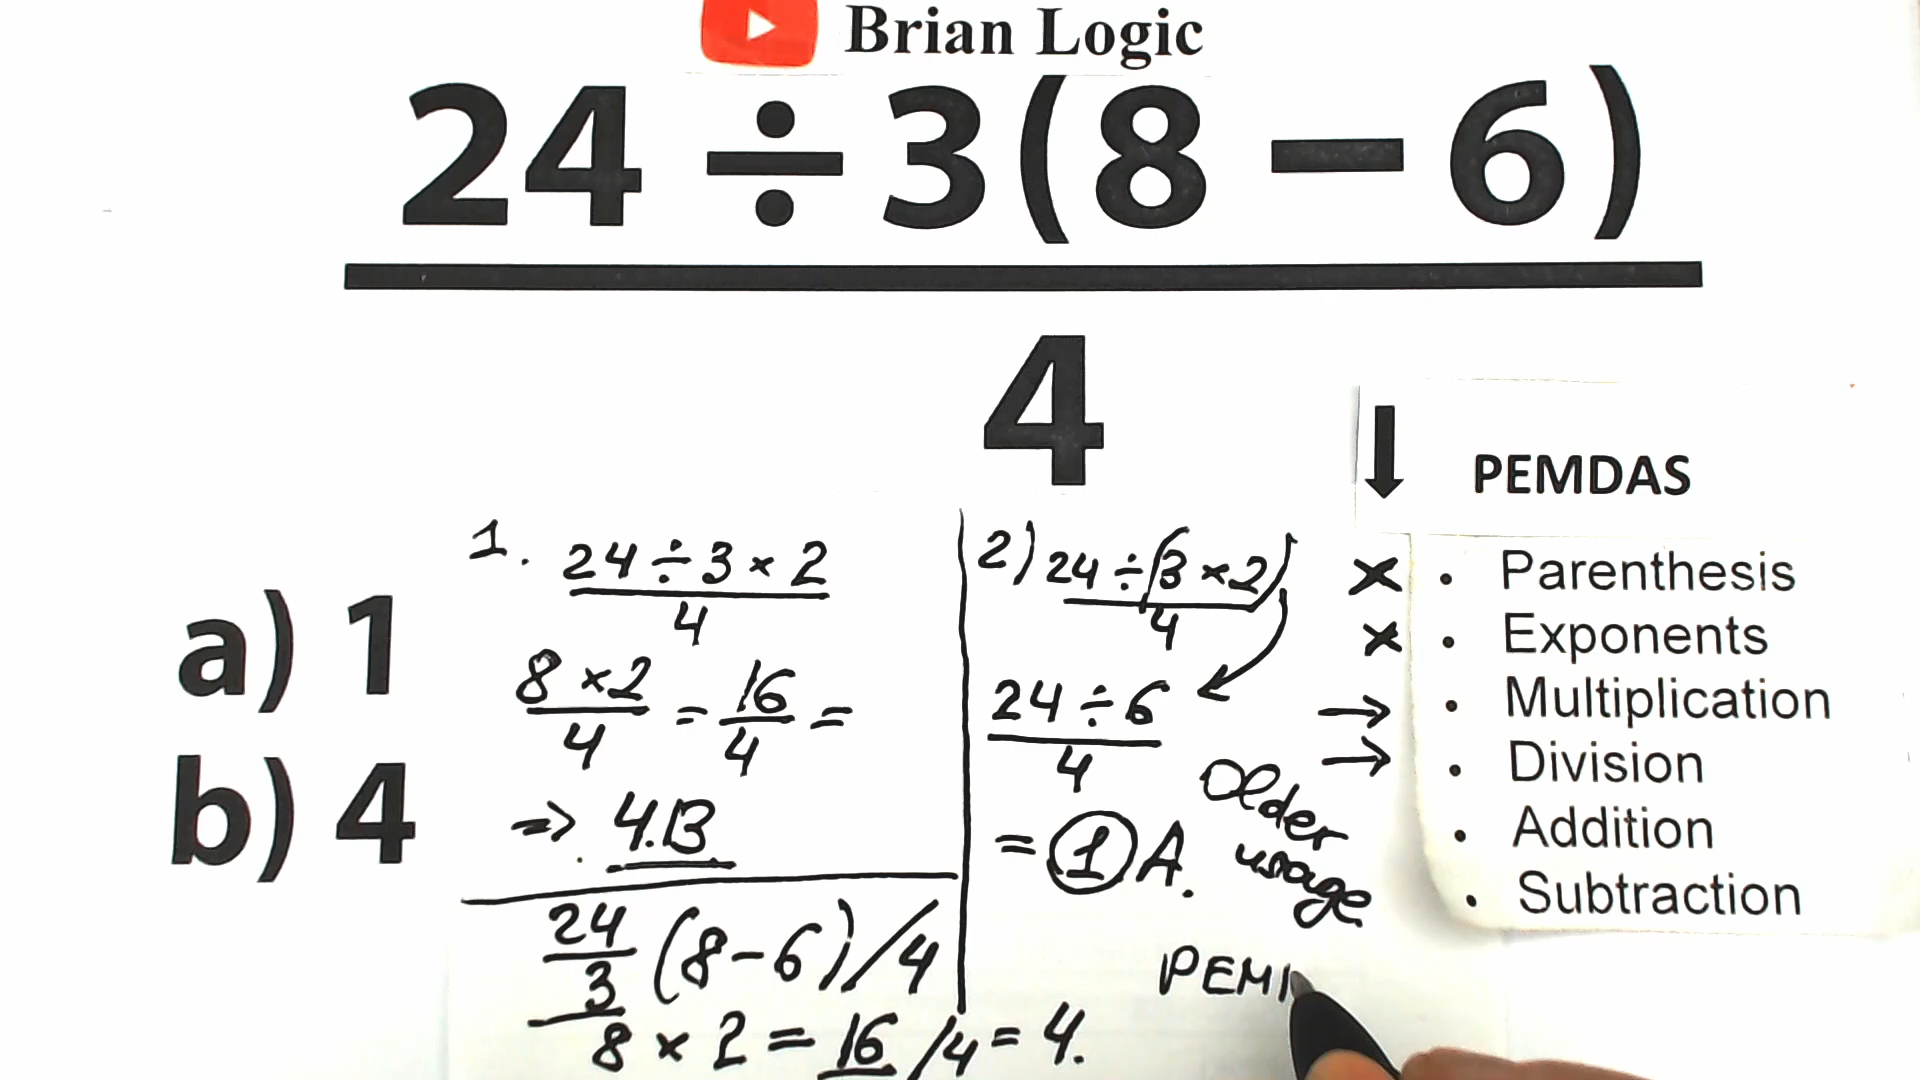 Brian Logic
24 ÷ 3(8 − 6)
4
PEMDAS
• Parenthesis
• Exponents
• Multiplication
• Division
• Addition
• Subtraction
a) 1
b) 4
1. 24 ÷ 3 × 2
4
8 × 2 = 16 =
4 4
=> 4.B
24 (8-6)/4
3
8 × 2 = 16 /4 = 4.
2) 24 ÷ (3 × 2)
4
24 ÷ 6
4
= 1 A.
Older
usage
PEM